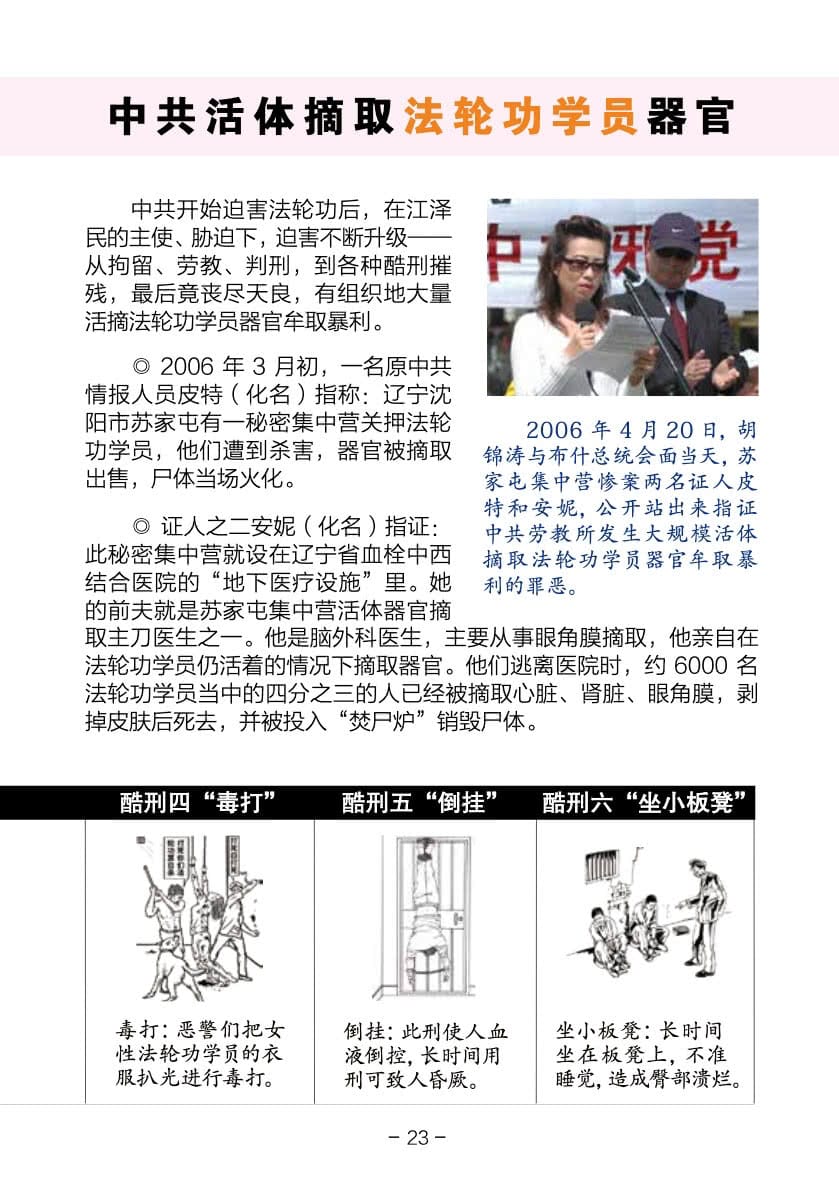 中共活体摘取法轮功学员器官
中共开始迫害法轮功后，在江泽
民的主使、胁迫下，迫害不断升级——
从拘留、劳教、判刑，到各种酷刑摧
残，最后竟丧尽天良，有组织地大量
活摘法轮功学员器官牟取暴利。
◎ 2006 年 3 月初，一名原中共
情报人员皮特（化名）指称：辽宁沈
阳市苏家屯有一秘密集中营关押法轮
功学员，他们遭到杀害，器官被摘取
出售，尸体当场火化。
◎ 证人之二安妮（化名）指证：
此秘密集中营就设在辽宁省血栓中西
结合医院的“地下医疗设施”里。她
的前夫就是苏家屯集中营活体器官摘
取主刀医生之一。他是脑外科医生，主要从事眼角膜摘取，他亲自在
法轮功学员仍活着的情况下摘取器官。他们逃离医院时，约 6000 名
法轮功学员当中的四分之三的人已经被摘取心脏、肾脏、眼角膜，剥
掉皮肤后死去，并被投入“焚尸炉”销毁尸体。
中共邪党
2006 年 4 月 20 日，胡
锦涛与布什总统会面当天，苏
家屯集中营惨案两名证人皮
特和安妮，公开站出来指证
中共劳教所发生大规模活体
摘取法轮功学员器官牟取暴
利的罪恶。
酷刑四“毒打”
酷刑五“倒挂”
酷刑六“坐小板凳”
毒打：恶警们把女
性法轮功学员的衣
服扒光进行毒打。
倒挂：此刑使人血
液倒控，长时间用
刑可致人昏厥。
坐小板凳：长时间
坐在板凳上，不准
睡觉，造成臀部溃烂。
- 23 -